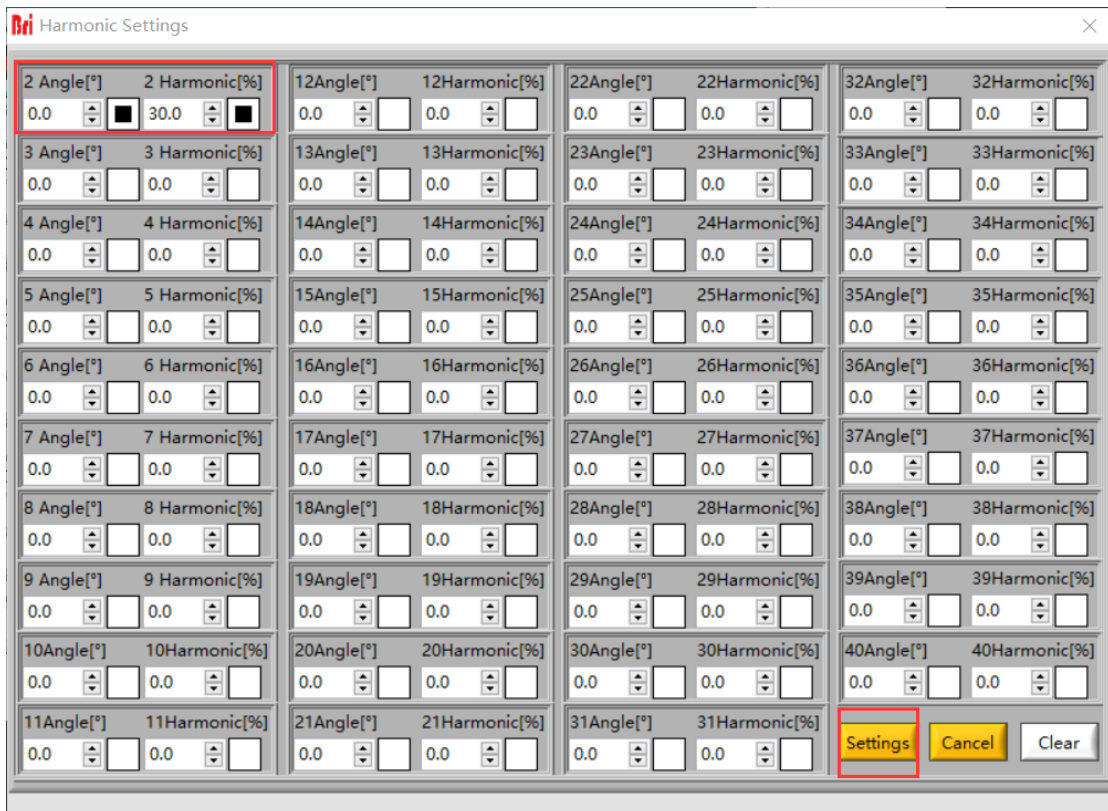 Bri Harmonic Settings
2 Angle[°] 2 Harmonic[%] 12Angle[°] 12Harmonic[%] 22Angle[°] 22Harmonic[%] 32Angle[°] 32Harmonic[%]
0.0 30.0 0.0 0.0 0.0 0.0 0.0 0.0
3 Angle[°] 3 Harmonic[%] 13Angle[°] 13Harmonic[%] 23Angle[°] 23Harmonic[%] 33Angle[°] 33Harmonic[%]
0.0 0.0 0.0 0.0 0.0 0.0 0.0 0.0
4 Angle[°] 4 Harmonic[%] 14Angle[°] 14Harmonic[%] 24Angle[°] 24Harmonic[%] 34Angle[°] 34Harmonic[%]
0.0 0.0 0.0 0.0 0.0 0.0 0.0 0.0
5 Angle[°] 5 Harmonic[%] 15Angle[°] 15Harmonic[%] 25Angle[°] 25Harmonic[%] 35Angle[°] 35Harmonic[%]
0.0 0.0 0.0 0.0 0.0 0.0 0.0 0.0
6 Angle[°] 6 Harmonic[%] 16Angle[°] 16Harmonic[%] 26Angle[°] 26Harmonic[%] 36Angle[°] 36Harmonic[%]
0.0 0.0 0.0 0.0 0.0 0.0 0.0 0.0
7 Angle[°] 7 Harmonic[%] 17Angle[°] 17Harmonic[%] 27Angle[°] 27Harmonic[%] 37Angle[°] 37Harmonic[%]
0.0 0.0 0.0 0.0 0.0 0.0 0.0 0.0
8 Angle[°] 8 Harmonic[%] 18Angle[°] 18Harmonic[%] 28Angle[°] 28Harmonic[%] 38Angle[°] 38Harmonic[%]
0.0 0.0 0.0 0.0 0.0 0.0 0.0 0.0
9 Angle[°] 9 Harmonic[%] 19Angle[°] 19Harmonic[%] 29Angle[°] 29Harmonic[%] 39Angle[°] 39Harmonic[%]
0.0 0.0 0.0 0.0 0.0 0.0 0.0 0.0
10Angle[°] 10Harmonic[%] 20Angle[°] 20Harmonic[%] 30Angle[°] 30Harmonic[%] 40Angle[°] 40Harmonic[%]
0.0 0.0 0.0 0.0 0.0 0.0 0.0 0.0
11Angle[°] 11Harmonic[%] 21Angle[°] 21Harmonic[%] 31Angle[°] 31Harmonic[%]
0.0 0.0 0.0 0.0 0.0 0.0 Settings Cancel Clear